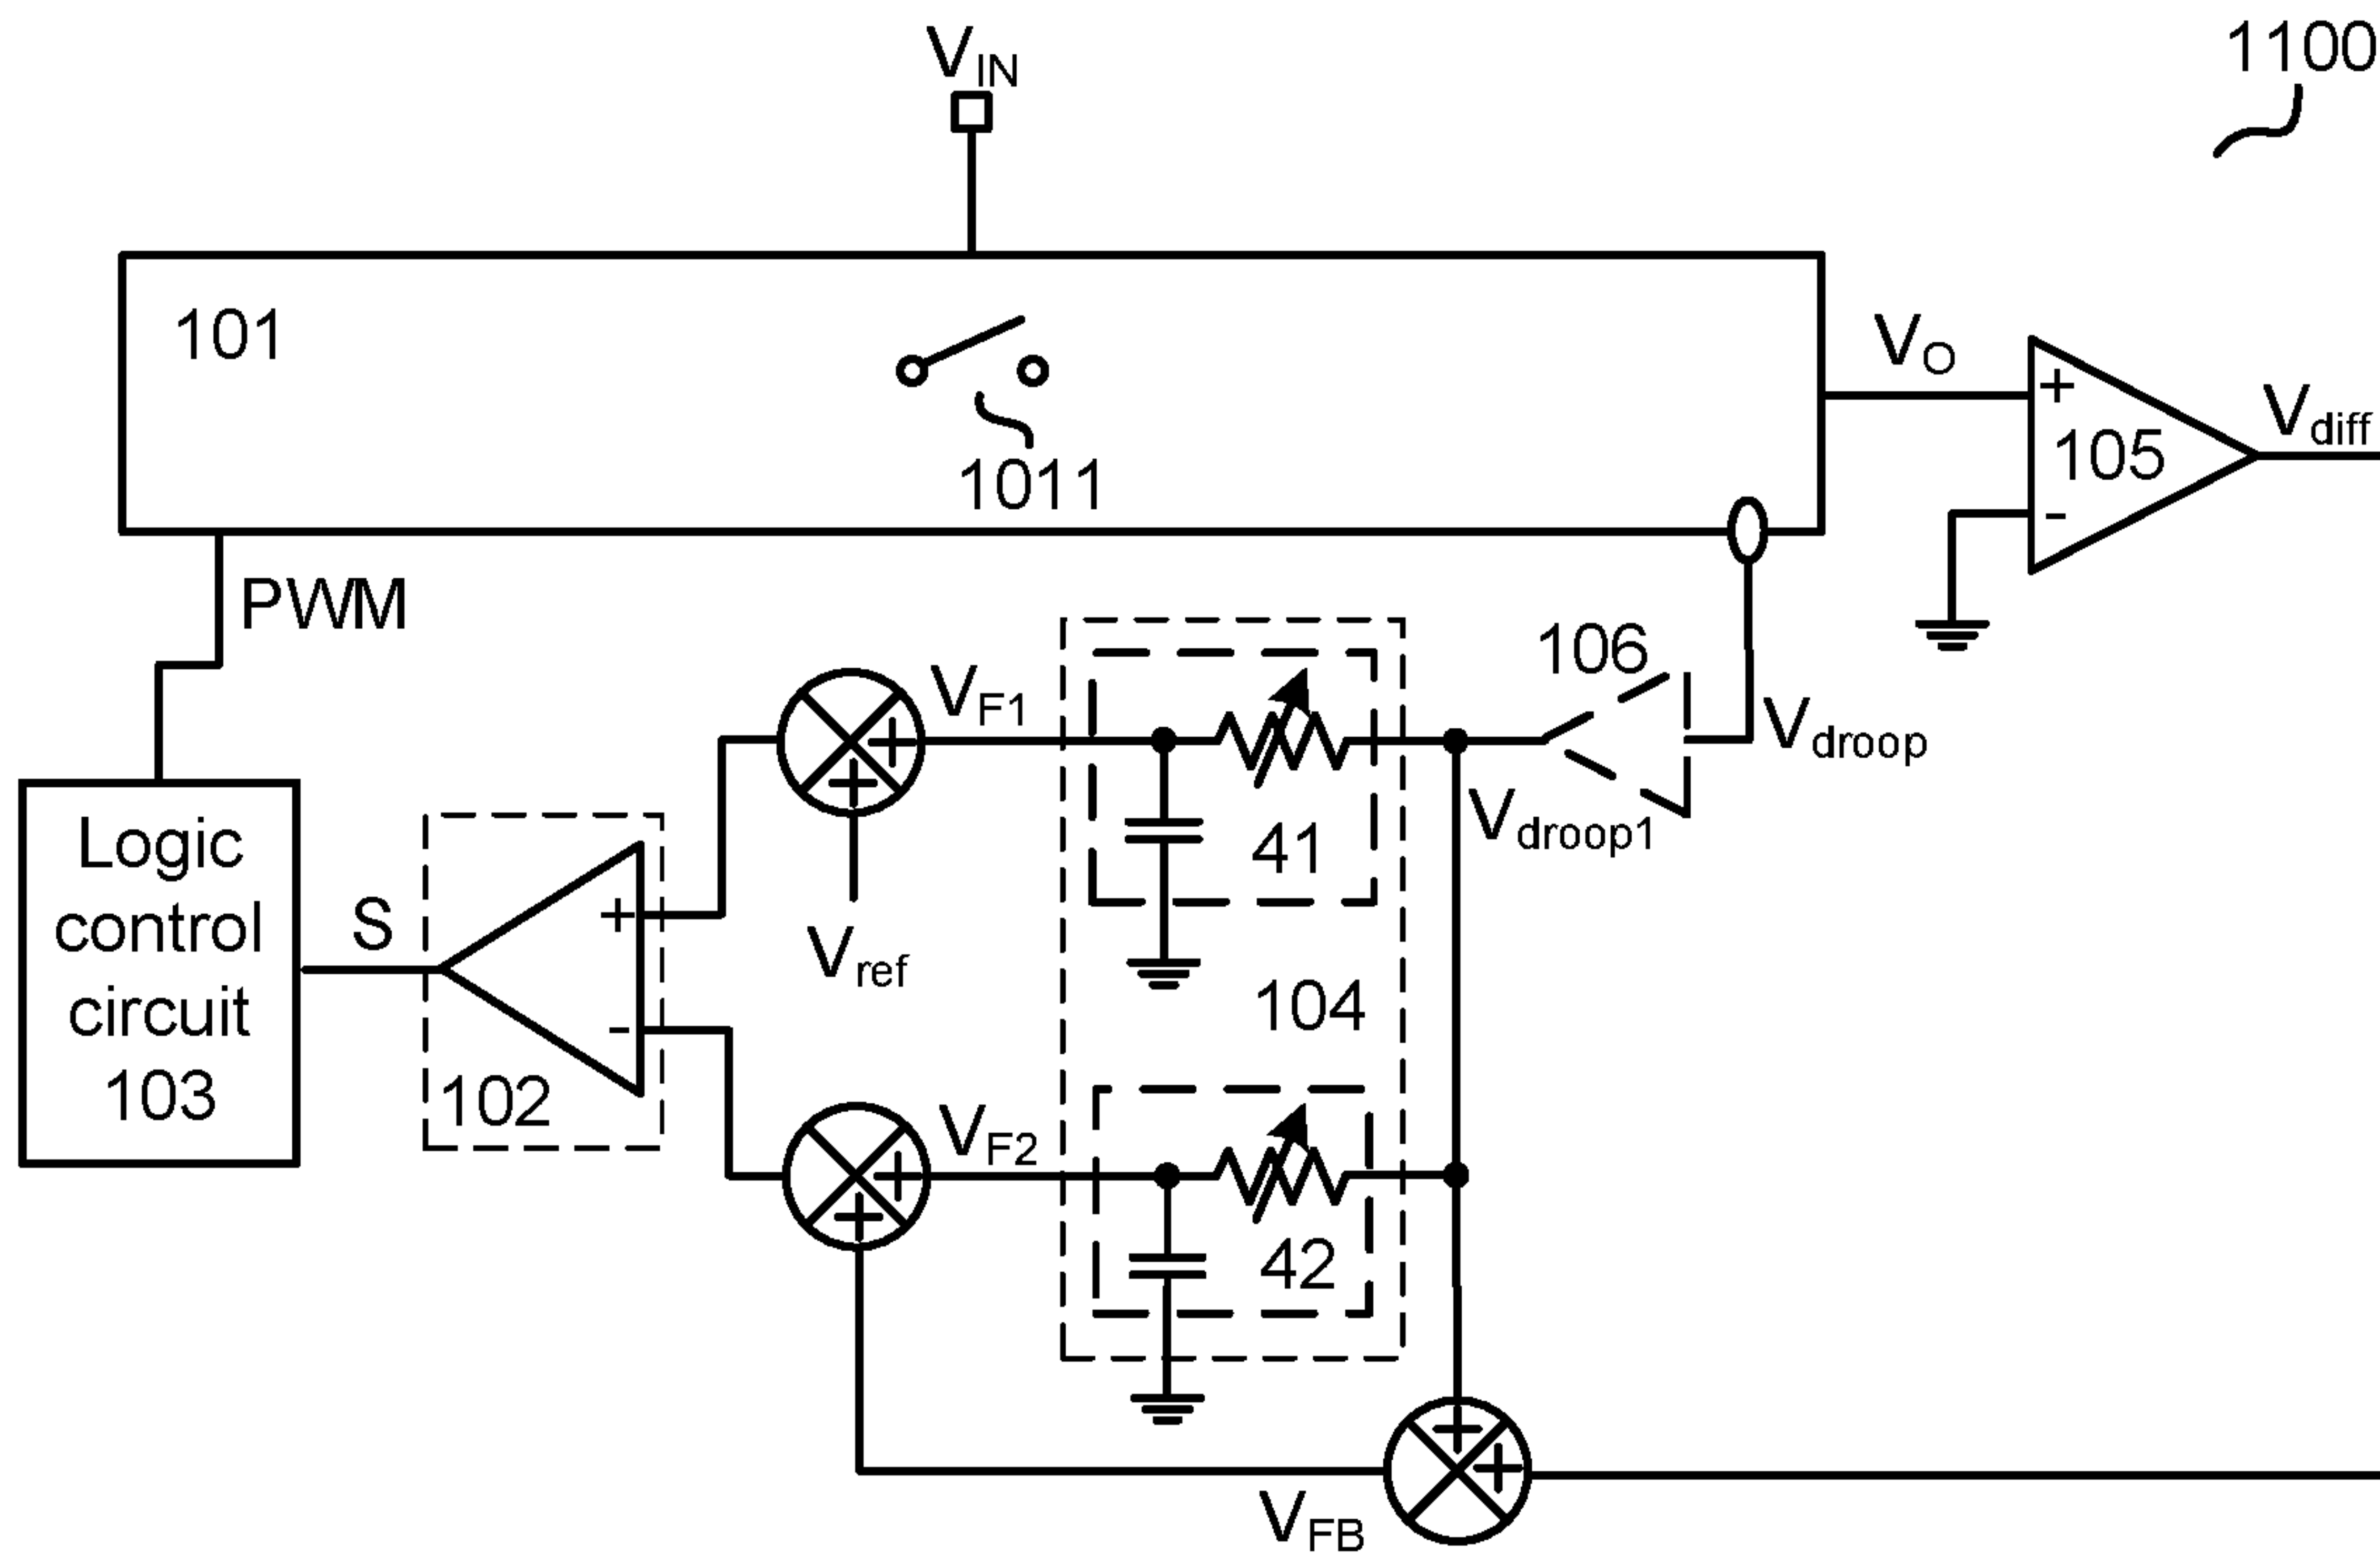 VIN
1100
101
1011
VO
+
105
-
Vdiff
PWM
106
Vdroop
VF1
+
+
Vdroop1
41
Vref
Logic
control
circuit
103
S
+
-
102
104
VF2
+
+
42
+
+
VFB